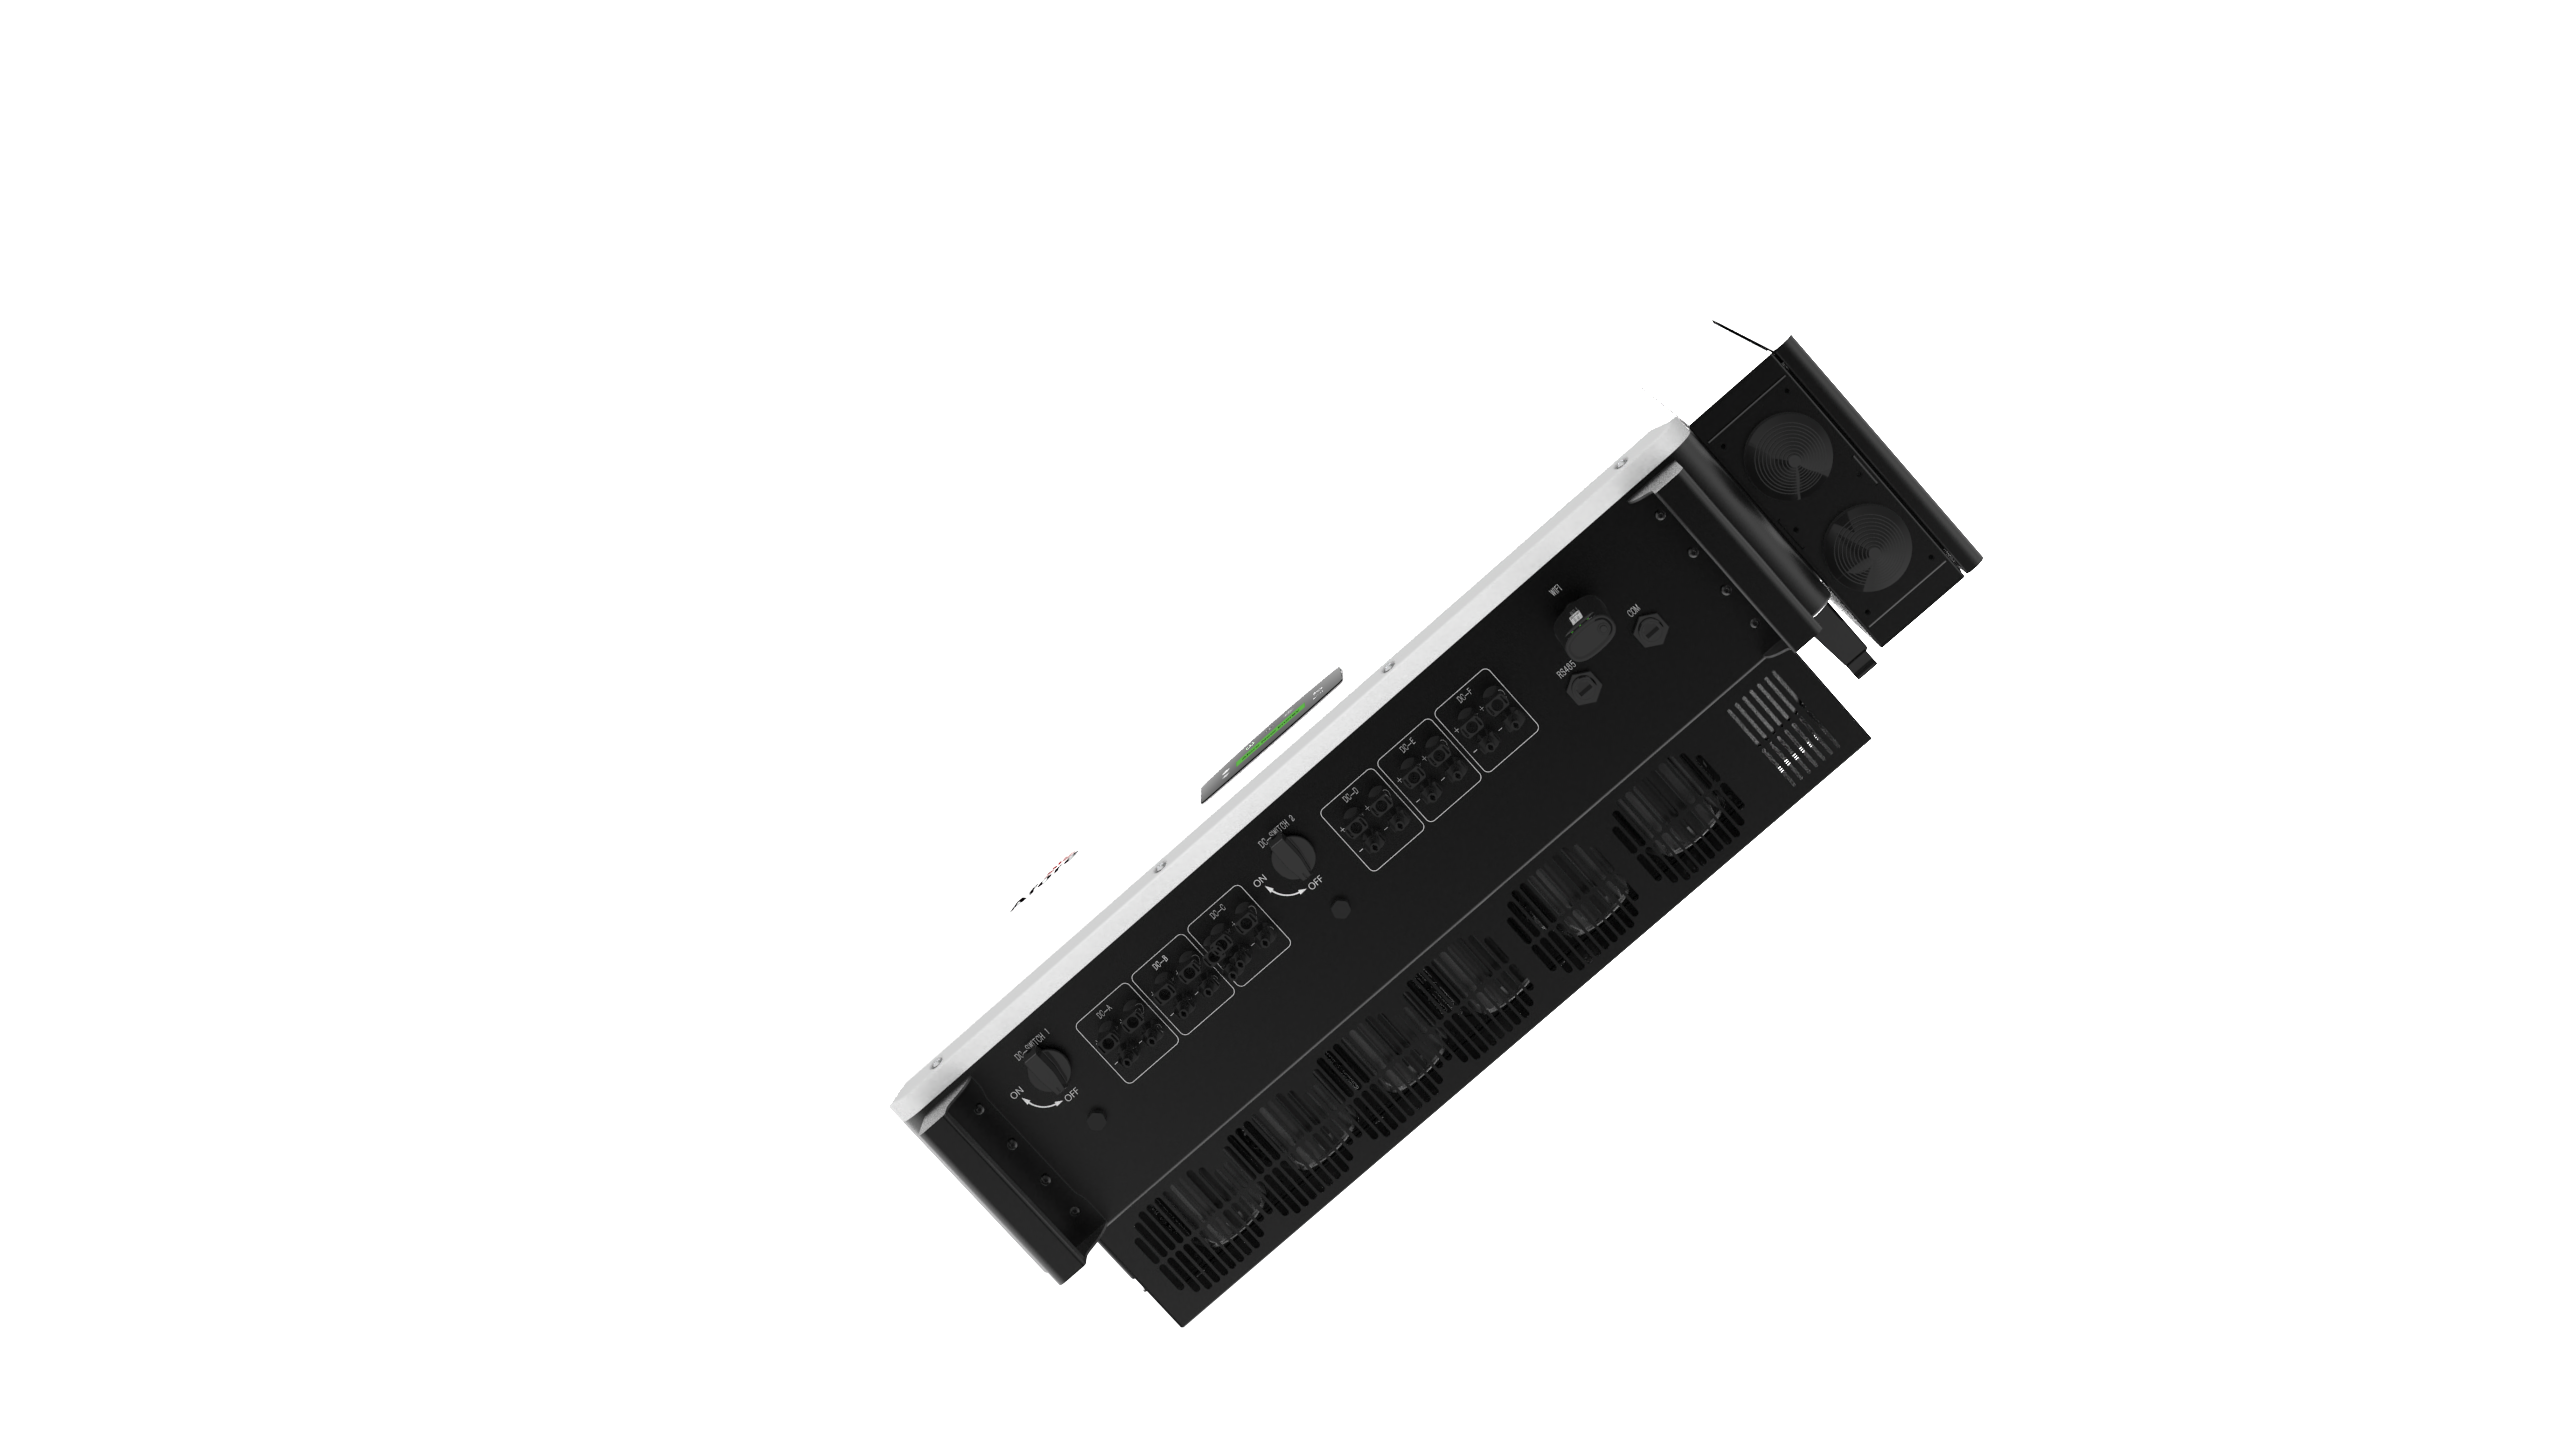 WIFI
COM
RS485
DC-F
DC-E
DC-D
DC-SWITCH 2
ON
OFF
DC-C
DC-B
DC-A
DC-SWITCH 1
ON
OFF